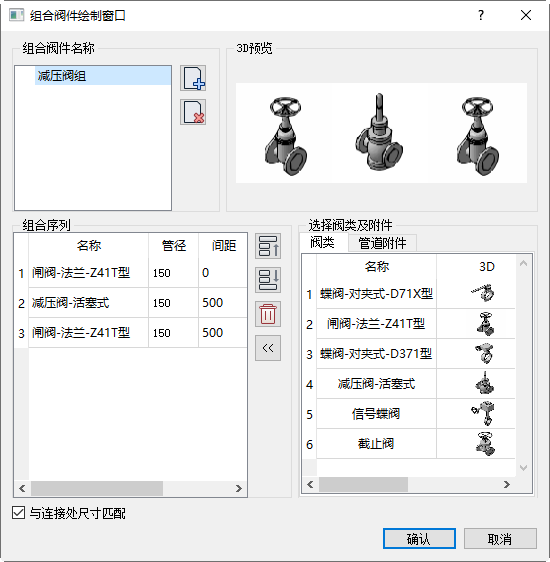 组合阀件绘制窗口
组合阀件名称
减压阀组
3D预览
组合序列
名称 管径 间距
1 闸阀-法兰-Z41T型 150 0
2 减压阀-活塞式 150 500
3 闸阀-法兰-Z41T型 150 500
选择阀类及附件
阀类 管道附件
名称 3D
1 蝶阀-对夹式-D71X型
2 闸阀-法兰-Z41T型
3 蝶阀-对夹式-D371型
4 减压阀-活塞式
5 信号蝶阀
6 截止阀
与连接处尺寸匹配
确认 取消